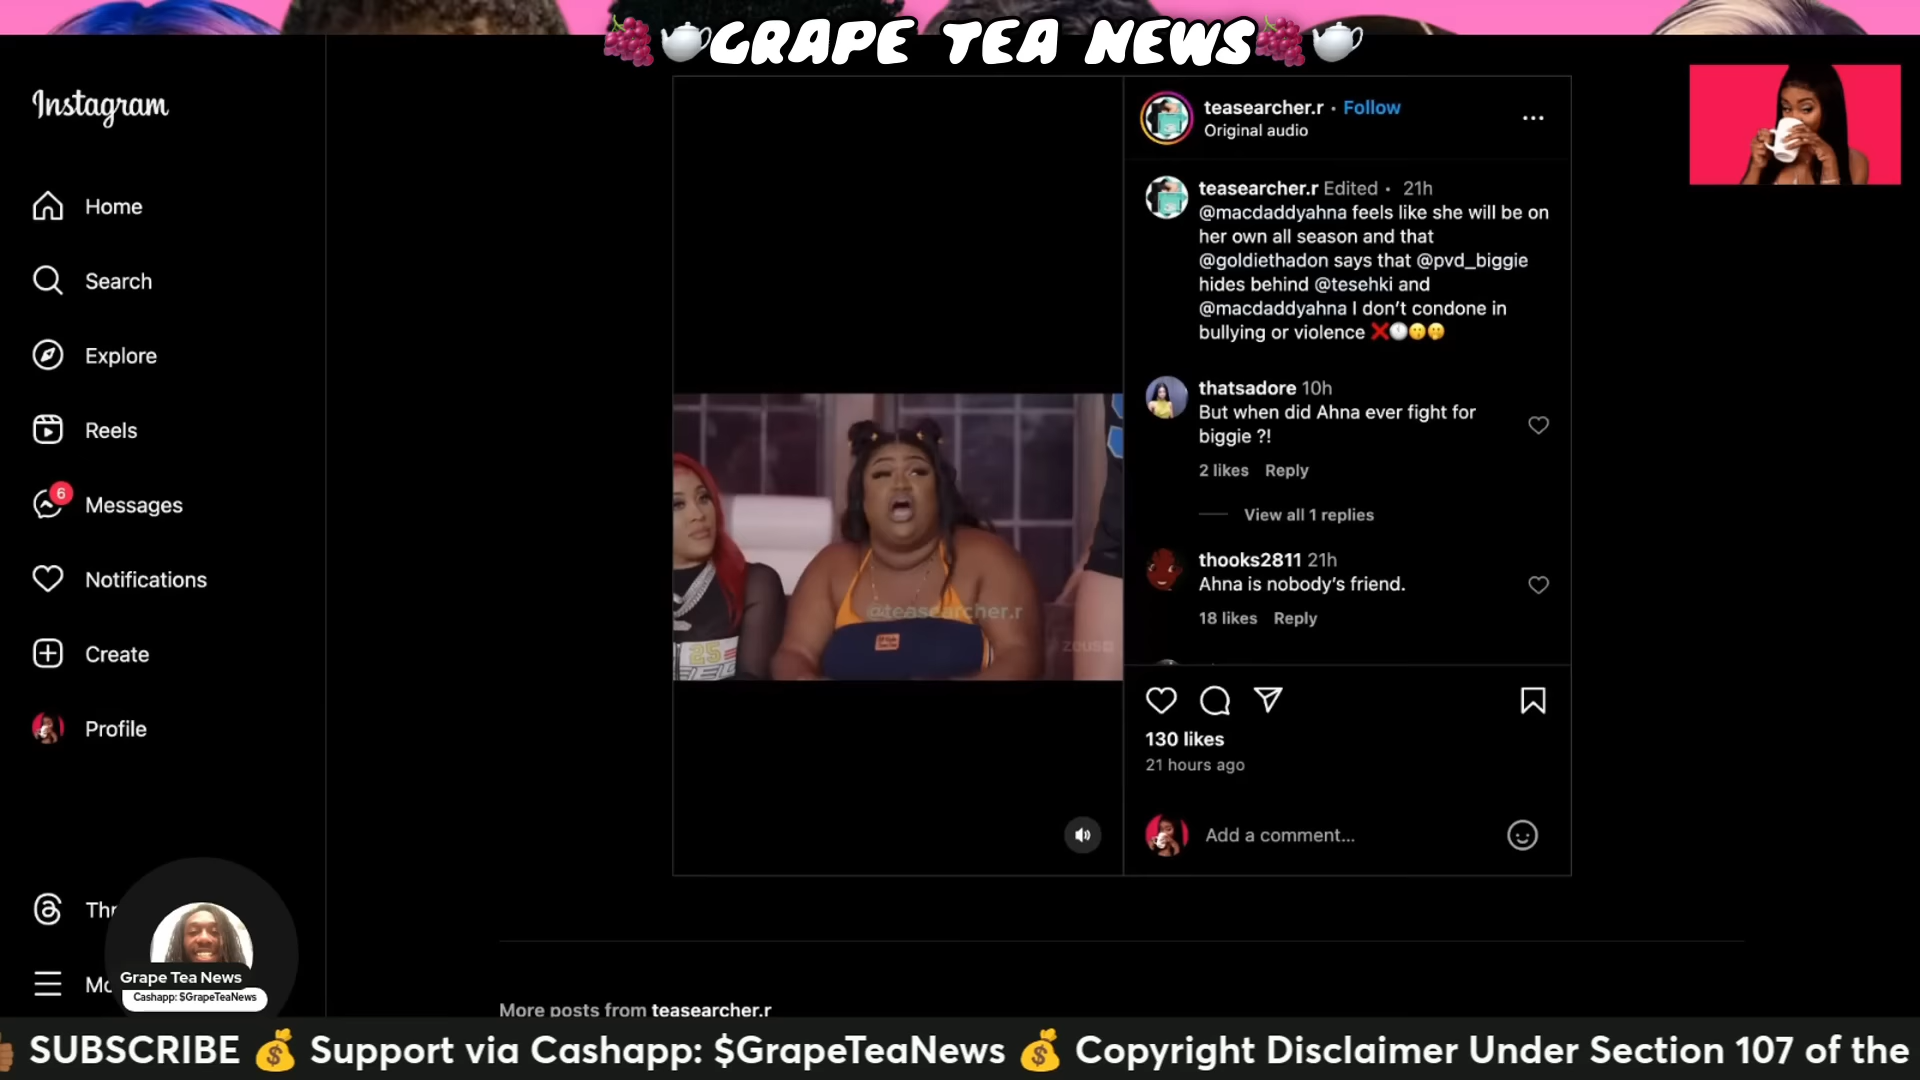 GRAPE TEA NEWS
Instagram
Home
Search
Explore
Reels
6
Messages
Notifications
Create
Profile
Thr
Mo
Grape Tea News
Cashapp: $GrapeTeaNews
@teasearcher.r
ZEUS
25
teasearcher.r • Follow
Original audio
teasearcher.r Edited • 21h
@macdaddyahna feels like she will be on
her own all season and that
@goldiethadon says that @pvd_biggie
hides behind @tesehki and
@macdaddyahna I don’t condone in
bullying or violence ❌🕐😗🤭
thatsadore 10h
But when did Ahna ever fight for
biggie ?!
2 likes Reply
View all 1 replies
thooks2811 21h
Ahna is nobody’s friend.
18 likes Reply
130 likes
21 hours ago
Add a comment...
More posts from teasearcher.r
SUBSCRIBE 💰 Support via Cashapp: $GrapeTeaNews 💰 Copyright Disclaimer Under Section 107 of the